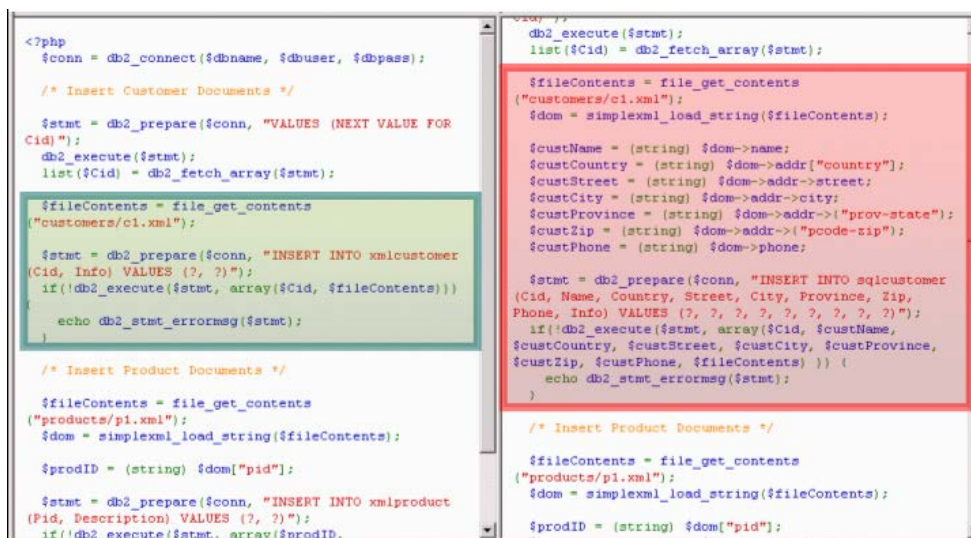 <?php
$conn = db2_connect($dbname, $dbuser, $dbpass);
/* Insert Customer Documents */
$stmt = db2_prepare($conn, "VALUES (NEXT VALUE FOR
Cid)");
db2_execute($stmt);
list($Cid) = db2_fetch_array($stmt);
$fileContents = file_get_contents
("customers/c1.xml");
$stmt = db2_prepare($conn, "INSERT INTO xmlcustomer
(Cid, Info) VALUES (?, ?)");
if(!db2_execute($stmt, array($Cid, $fileContents)))
{
echo db2_stmt_errormsg($stmt);
}
/* Insert Product Documents */
$fileContents = file_get_contents
("products/p1.xml");
$dom = simplexml_load_string($fileContents);
$prodID = (string) $dom["pid"];
$stmt = db2_prepare($conn, "INSERT INTO xmlproduct
(Pid, Description) VALUES (?, ?)");
if(!db2_execute($stmt, array($prodID,
Cid)");
db2_execute($stmt);
list($Cid) = db2_fetch_array($stmt);
$fileContents = file_get_contents
("customers/c1.xml");
$dom = simplexml_load_string($fileContents);
$custName = (string) $dom->name;
$custCountry = (string) $dom->addr["country"];
$custStreet = (string) $dom->addr->street;
$custCity = (string) $dom->addr->city;
$custProvince = (string) $dom->addr->("prov-state");
$custZip = (string) $dom->addr->("pcode-zip");
$custPhone = (string) $dom->phone;
$stmt = db2_prepare($conn, "INSERT INTO sqlcustomer
(Cid, Name, Country, Street, City, Province, Zip,
Phone, Info) VALUES (?, ?, ?, ?, ?, ?, ?, ?, ?)");
if(!db2_execute($stmt, array($Cid, $custName,
$custCountry, $custStreet, $custCity, $custProvince,
$custZip, $custPhone, $fileContents) )) {
echo db2_stmt_errormsg($stmt);
}
/* Insert Product Documents */
$fileContents = file_get_contents
("products/p1.xml");
$dom = simplexml_load_string($fileContents);
$prodID = (string) $dom["pid"];